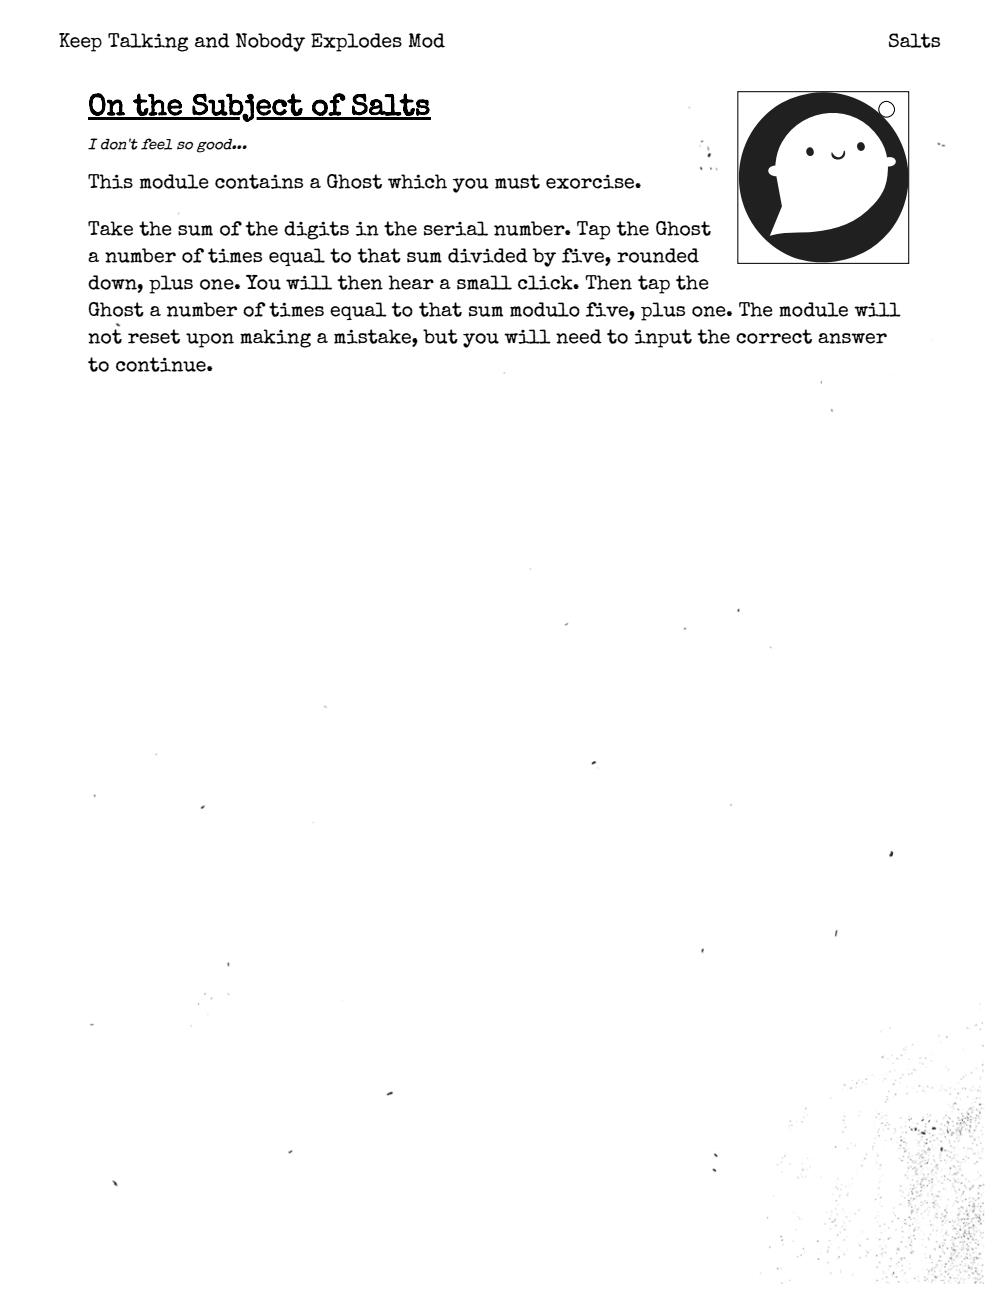 Keep Talking and Nobody Explodes Mod
Salts
On the Subject of Salts
I don't feel so good...
This module contains a Ghost which you must exorcise.
Take the sum of the digits in the serial number. Tap the Ghost
a number of times equal to that sum divided by five, rounded
down, plus one. You will then hear a small click. Then tap the
Ghost a number of times equal to that sum modulo five, plus one. The module will
not reset upon making a mistake, but you will need to input the correct answer
to continue.